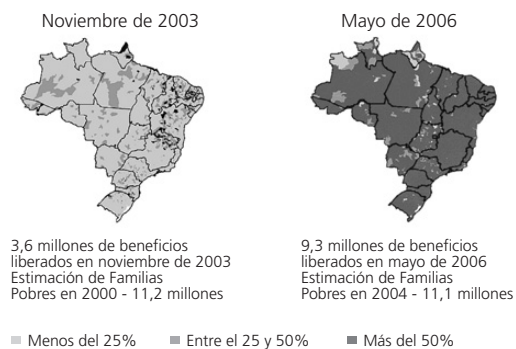 Noviembre de 2003
Mayo de 2006
3,6 millones de beneficios
liberados en noviembre de 2003
Estimación de Familias
Pobres en 2000 - 11,2 millones
9,3 millones de beneficios
liberados en mayo de 2006
Estimación de Familias
Pobres en 2004 - 11,1 millones
Menos del 25%
Entre el 25 y 50%
Más del 50%